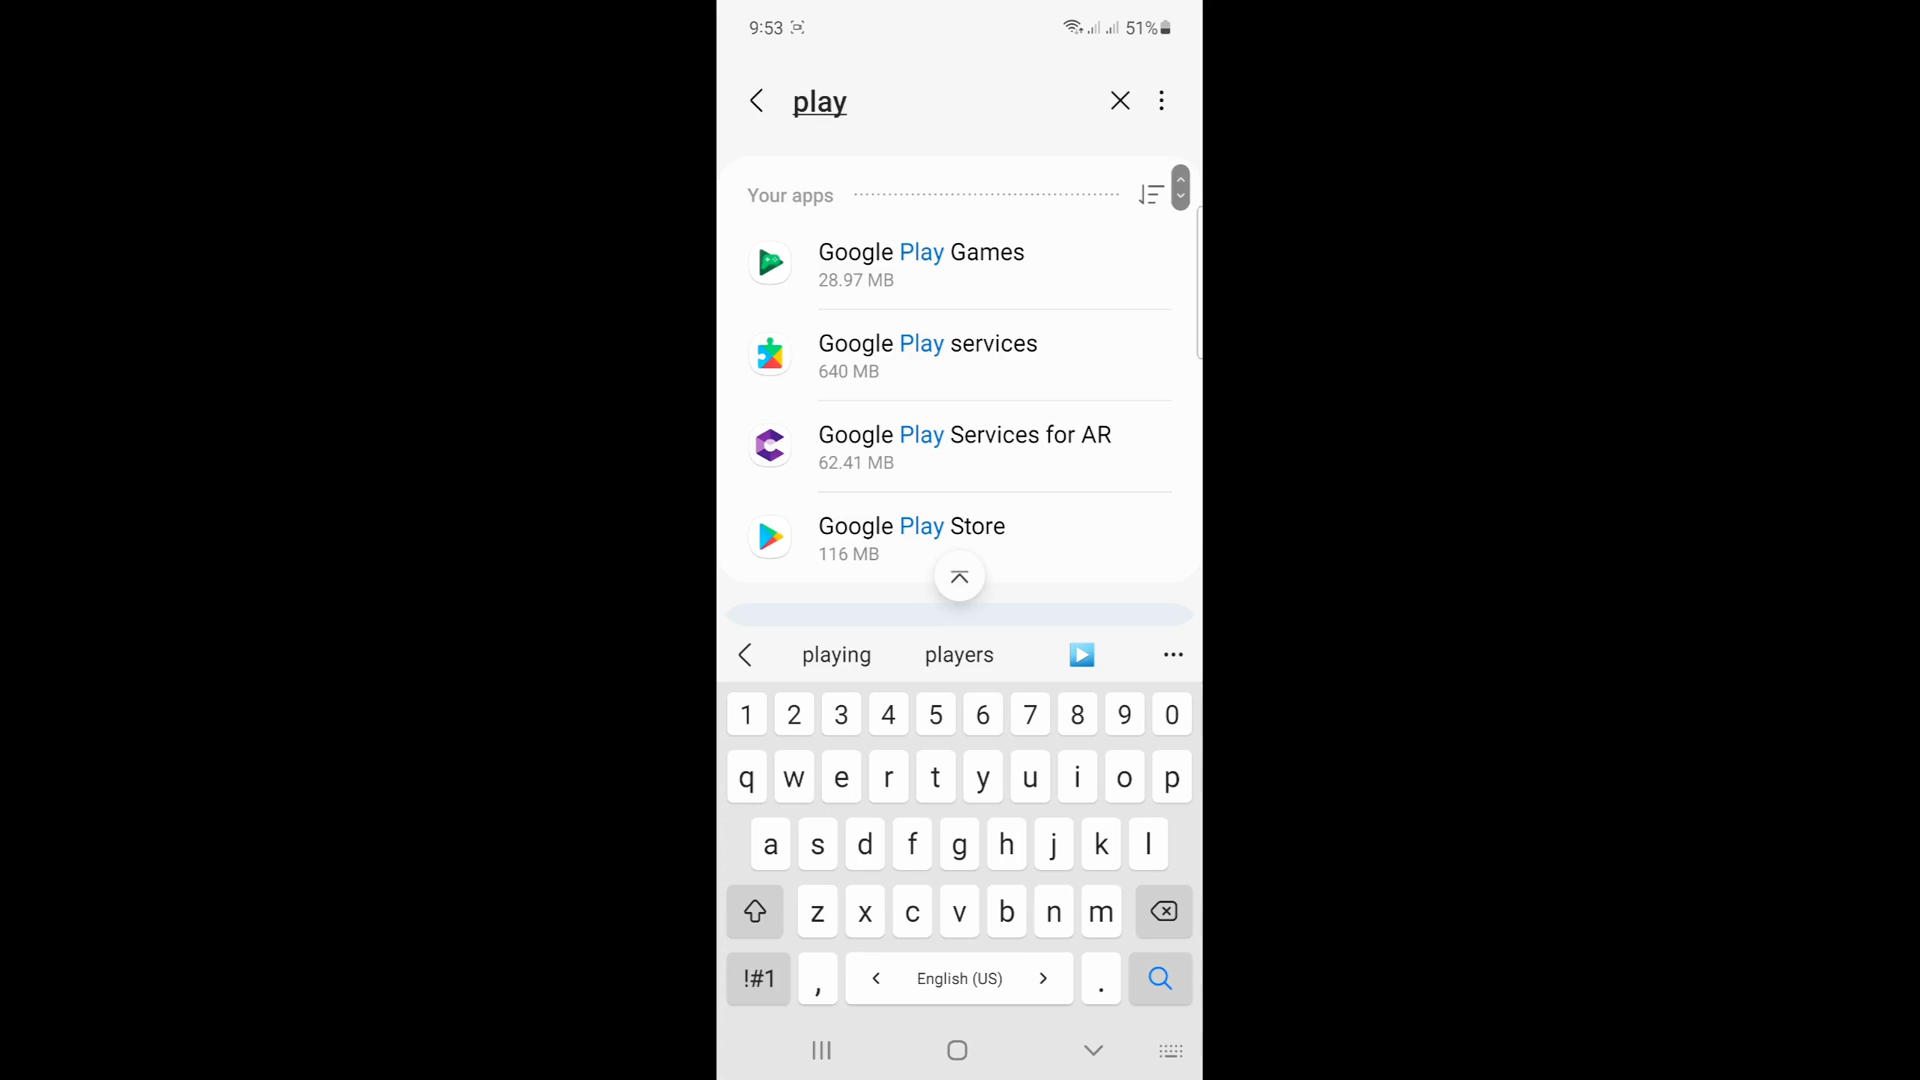 9:53 51%
play
Your apps
Google Play Games
28.97 MB
Google Play services
640 MB
Google Play Services for AR
62.41 MB
Google Play Store
116 MB
playing players
1 2 3 4 5 6 7 8 9 0
q w e r t y u i o p
a s d f g h j k l
z x c v b n m
!#1 , English (US) .